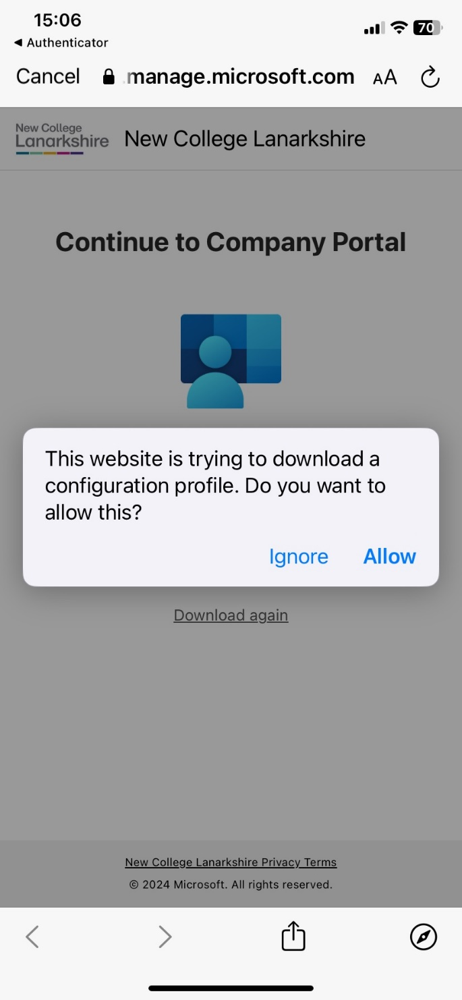 15:06
70
◀ Authenticator
Cancel
.manage.microsoft.com
AA
New College
Lanarkshire
New College Lanarkshire
Continue to Company Portal
This website is trying to download a
configuration profile. Do you want to
allow this?
Ignore
Allow
Download again
New College Lanarkshire Privacy Terms
© 2024 Microsoft. All rights reserved.